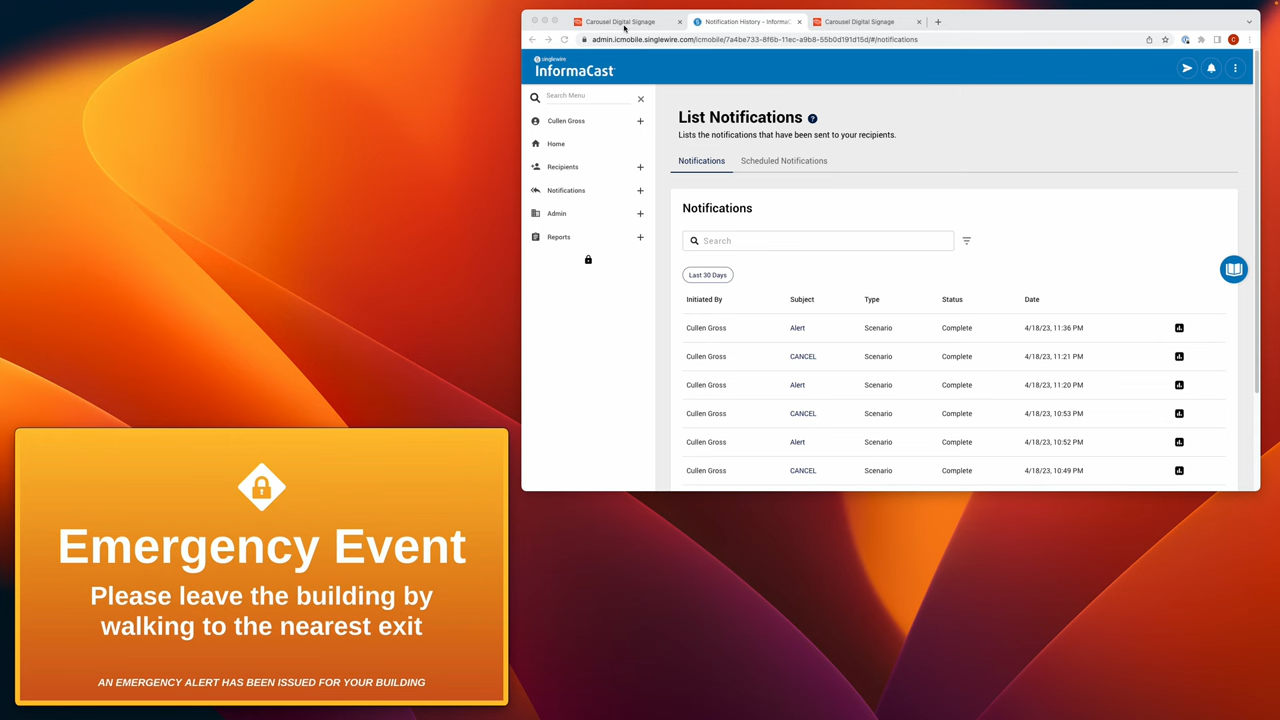 Carousel Digital Signage
Notification History - Informa
Carousel Digital Signage
admin.icmobile.singlewire.com/icmobile/7a4be733-8f6b-11ec-a9b8-55b0d191d15d/#/notifications
C
singlewire
InformaCast
Search Menu
Cullen Gross
Home
Recipients
Notifications
Admin
Reports
List Notifications
Lists the notifications that have been sent to your recipients.
Notifications Scheduled Notifications
Notifications
Search
Last 30 Days
Initiated By Subject Type Status Date
Cullen Gross Alert Scenario Complete 4/18/23, 11:36 PM
Cullen Gross CANCEL Scenario Complete 4/18/23, 11:21 PM
Cullen Gross Alert Scenario Complete 4/18/23, 11:20 PM
Cullen Gross CANCEL Scenario Complete 4/18/23, 10:53 PM
Cullen Gross Alert Scenario Complete 4/18/23, 10:52 PM
Cullen Gross CANCEL Scenario Complete 4/18/23, 10:49 PM
Emergency Event
Please leave the building by
walking to the nearest exit
AN EMERGENCY ALERT HAS BEEN ISSUED FOR YOUR BUILDING